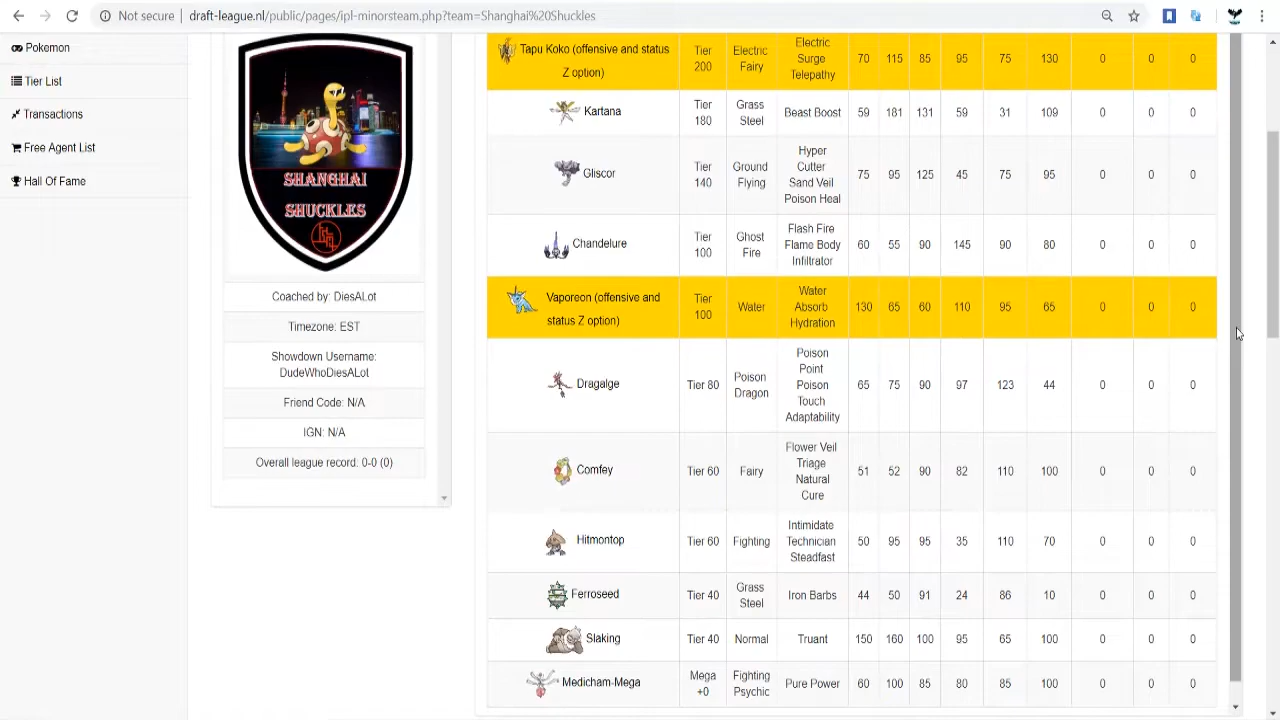 Not secure | draft-league.nl/public/pages/ipl-minorsteam.php?team=Shanghai%20Shuckles
Pokemon
Tier List
Transactions
Free Agent List
Hall Of Fame
SHANGHAI
SHUCKLES
Coached by: DiesALot
Timezone: EST
Showdown Username:
DudeWhoDiesALot
Friend Code: N/A
IGN: N/A
Overall league record: 0-0 (0)
Tapu Koko (offensive and status
Z option)
Tier
200
Electric
Fairy
Electric
Surge
Telepathy
70 115 85 95 75 130 0 0 0
Kartana
Tier
180
Grass
Steel
Beast Boost
59 181 131 59 31 109 0 0 0
Gliscor
Tier
140
Ground
Flying
Hyper
Cutter
Sand Veil
Poison Heal
75 95 125 45 75 95 0 0 0
Chandelure
Tier
100
Ghost
Fire
Flash Fire
Flame Body
Infiltrator
60 55 90 145 90 80 0 0 0
Vaporeon (offensive and
status Z option)
Tier
100
Water
Water
Absorb
Hydration
130 65 60 110 95 65 0 0 0
Dragalge
Tier 80
Poison
Dragon
Poison
Point
Poison
Touch
Adaptability
65 75 90 97 123 44 0 0 0
Comfey
Tier 60
Fairy
Flower Veil
Triage
Natural
Cure
51 52 90 82 110 100 0 0 0
Hitmontop
Tier 60
Fighting
Intimidate
Technician
Steadfast
50 95 95 35 110 70 0 0 0
Ferroseed
Tier 40
Grass
Steel
Iron Barbs
44 50 91 24 86 10 0 0 0
Slaking
Tier 40
Normal
Truant
150 160 100 95 65 100 0 0 0
Medicham-Mega
Mega
+0
Fighting
Psychic
Pure Power
60 100 85 80 85 100 0 0 0